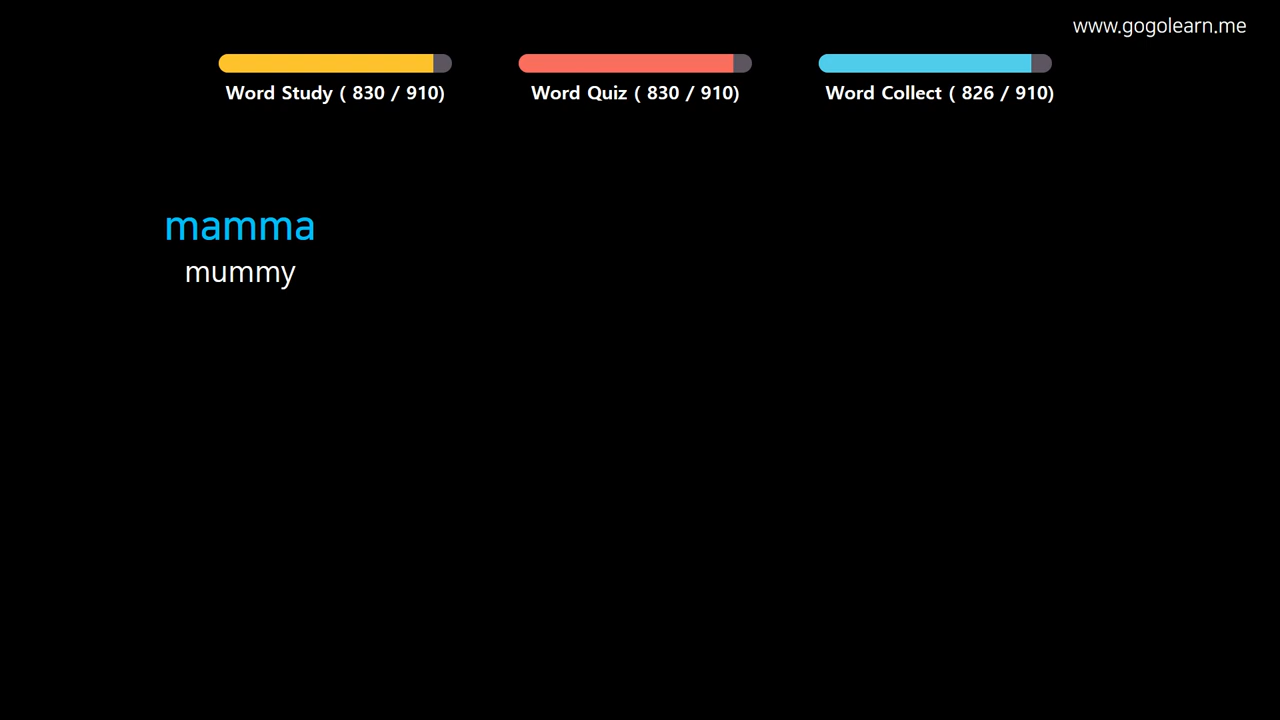 www.gogolearn.me
Word Study ( 830 / 910)
Word Quiz ( 830 / 910)
Word Collect ( 826 / 910)
mamma
mummy